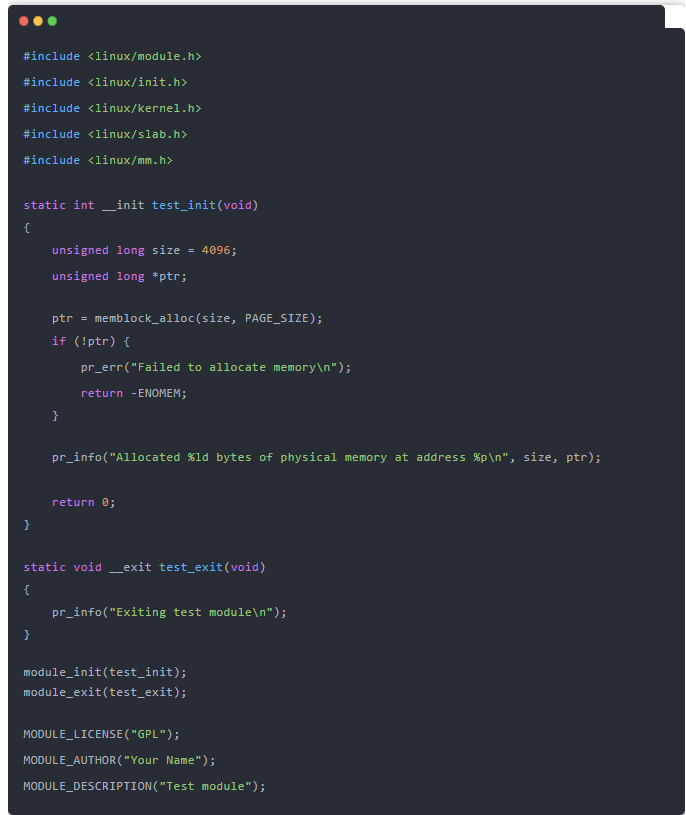 #include <linux/module.h>
#include <linux/init.h>
#include <linux/kernel.h>
#include <linux/slab.h>
#include <linux/mm.h>

static int __init test_init(void)
{
    unsigned long size = 4096;
    unsigned long *ptr;

    ptr = memblock_alloc(size, PAGE_SIZE);
    if (!ptr) {
        pr_err("Failed to allocate memory\n");
        return -ENOMEM;
    }

    pr_info("Allocated %ld bytes of physical memory at address %p\n", size, ptr);

    return 0;
}

static void __exit test_exit(void)
{
    pr_info("Exiting test module\n");
}

module_init(test_init);
module_exit(test_exit);

MODULE_LICENSE("GPL");
MODULE_AUTHOR("Your Name");
MODULE_DESCRIPTION("Test module");